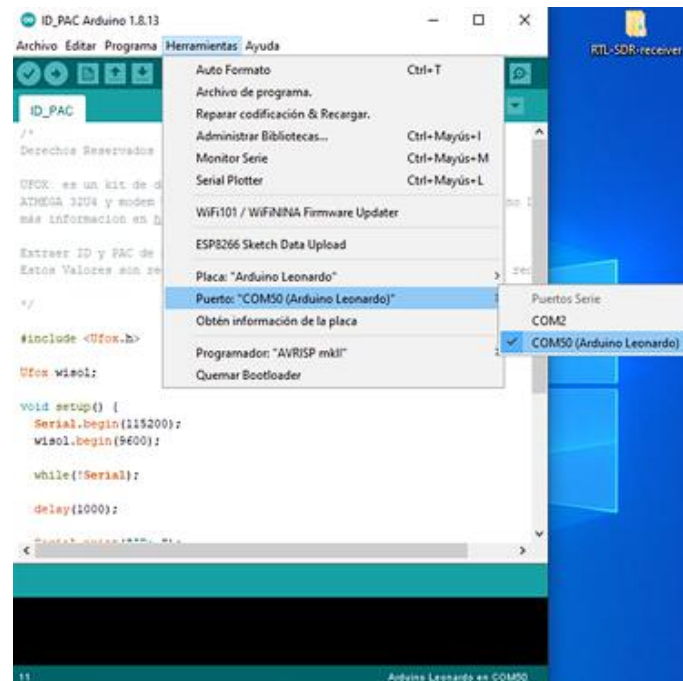 ID_PAC Arduino 1.8.13
Archivo Editar Programa Herramientas Ayuda
RTL-SDR-receiver
ID_PAC
Auto Formato Ctrl+T
Archivo de programa.
Reparar codificación & Recargar.
Administrar Bibliotecas... Ctrl+Mayús+I
Monitor Serie Ctrl+Mayús+M
Serial Plotter Ctrl+Mayús+L
WiFi101 / WiFiNINA Firmware Updater
ESP8266 Sketch Data Upload
Placa: "Arduino Leonardo"
Puerto: "COM50 (Arduino Leonardo)"
Obtén información de la placa
Programador: "AVRISP mkII"
Quemar Bootloader
Puertos Serie
COM2
COM50 (Arduino Leonardo)
/*
Derechos Reservados
UFOX es un kit de d
ATMEGA 32U4 y modem
más informacion en
Extraer ID y PAC de
Estos Valores son re
*/
#include <Ufox.h>
Ufox wisol;
void setup() {
Serial.begin(115200);
wisol.begin(9600);
while(!Serial);
delay(1000);
11
Arduino Leonardo en COM50